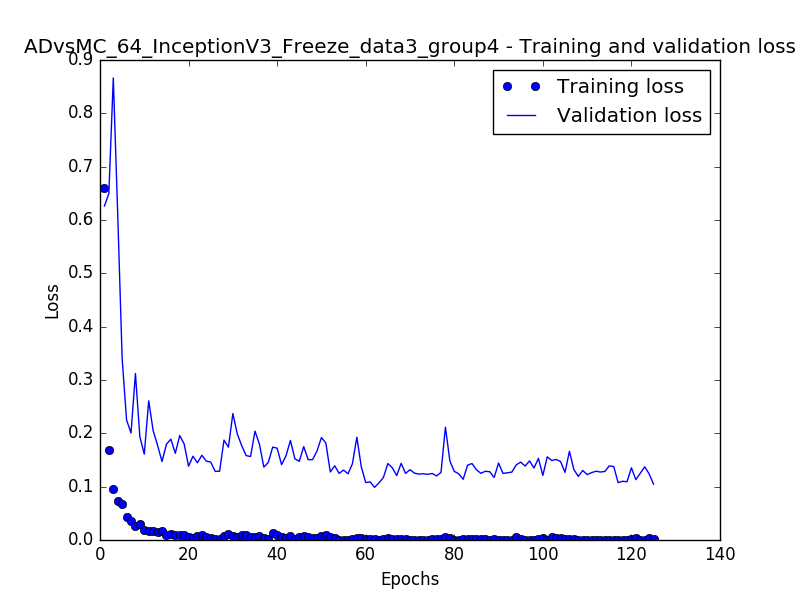 ADvsMC_64_InceptionV3_Freeze_data3_group4 - Training and validation loss
0.9
0.8
0.7
0.6
0.5
0.4
0.3
0.2
0.1
0.0
Loss
Training loss
Validation loss
0 20 40 60 80 100 120 140
Epochs